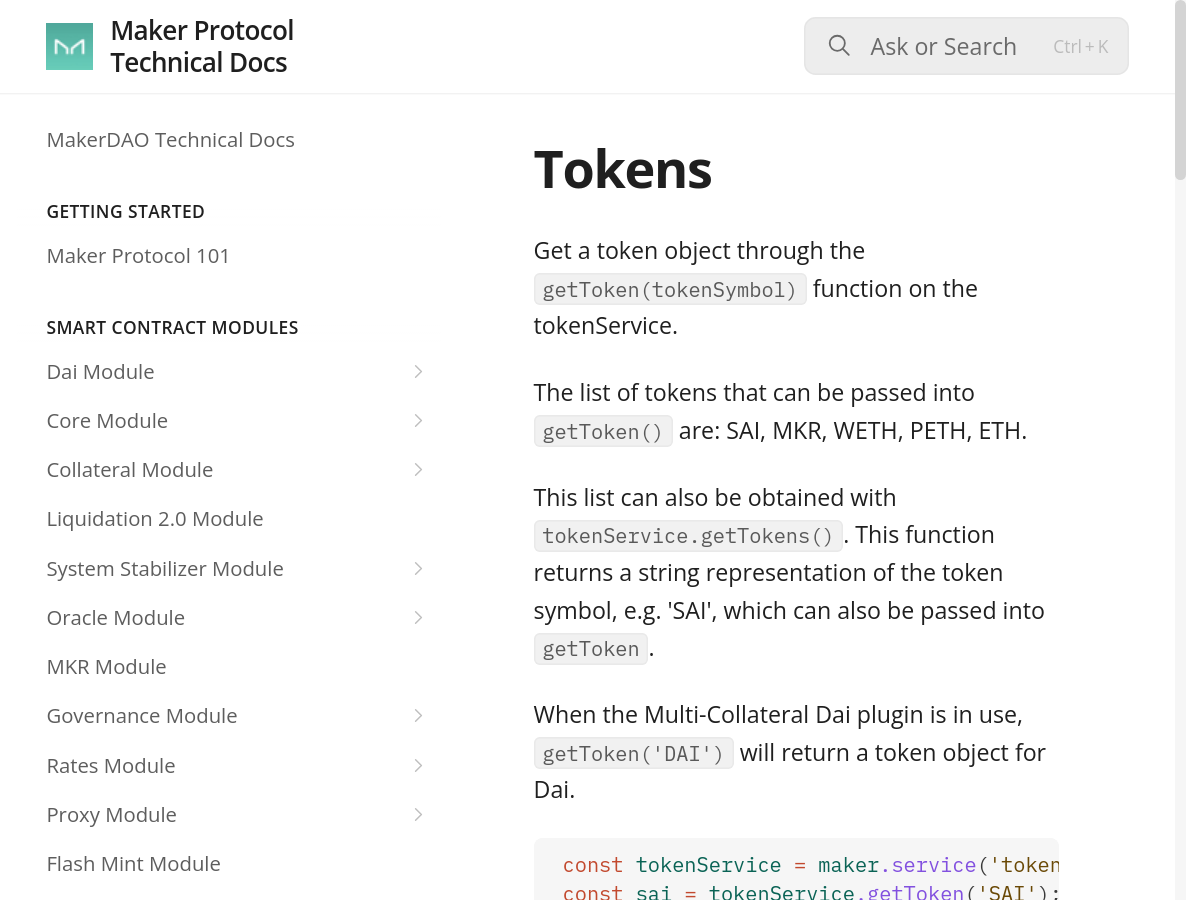 Maker Protocol
Technical Docs
Ask or Search
Ctrl + K
MakerDAO Technical Docs
GETTING STARTED
Maker Protocol 101
SMART CONTRACT MODULES
Dai Module
Core Module
Collateral Module
Liquidation 2.0 Module
System Stabilizer Module
Oracle Module
MKR Module
Governance Module
Rates Module
Proxy Module
Flash Mint Module
Tokens
Get a token object through the
getToken(tokenSymbol) function on the
tokenService.
The list of tokens that can be passed into
getToken() are: SAI, MKR, WETH, PETH, ETH.
This list can also be obtained with
tokenService.getTokens(). This function
returns a string representation of the token
symbol, e.g. 'SAI', which can also be passed into
getToken.
When the Multi-Collateral Dai plugin is in use,
getToken('DAI') will return a token object for
Dai.
const tokenService = maker.service('token
const sai = tokenService.getToken('SAI');